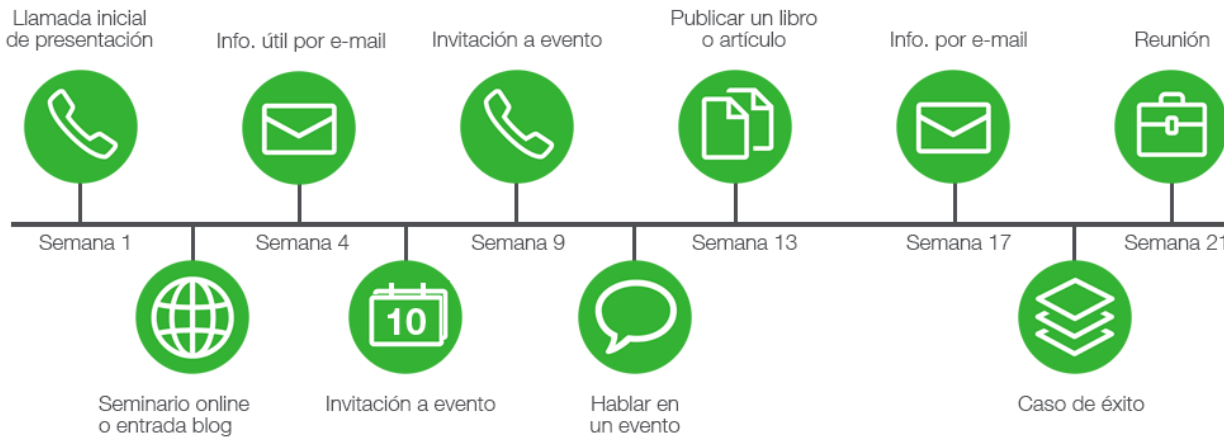 Llamada inicial
de presentación
Info. útil por e-mail
Invitación a evento
Publicar un libro
o artículo
Info. por e-mail
Reunión
Semana 1
Semana 4
Semana 9
Semana 13
Semana 17
Semana 21
10
Seminario online
o entrada blog
Invitación a evento
Hablar en
un evento
Caso de éxito